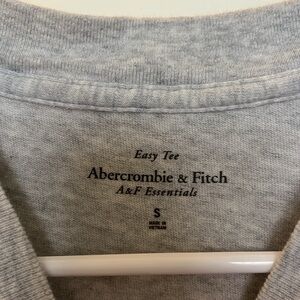 Easy Tee
Abercrombie & Fitch
A&F Essentials
S
MADE IN
VIETNAM